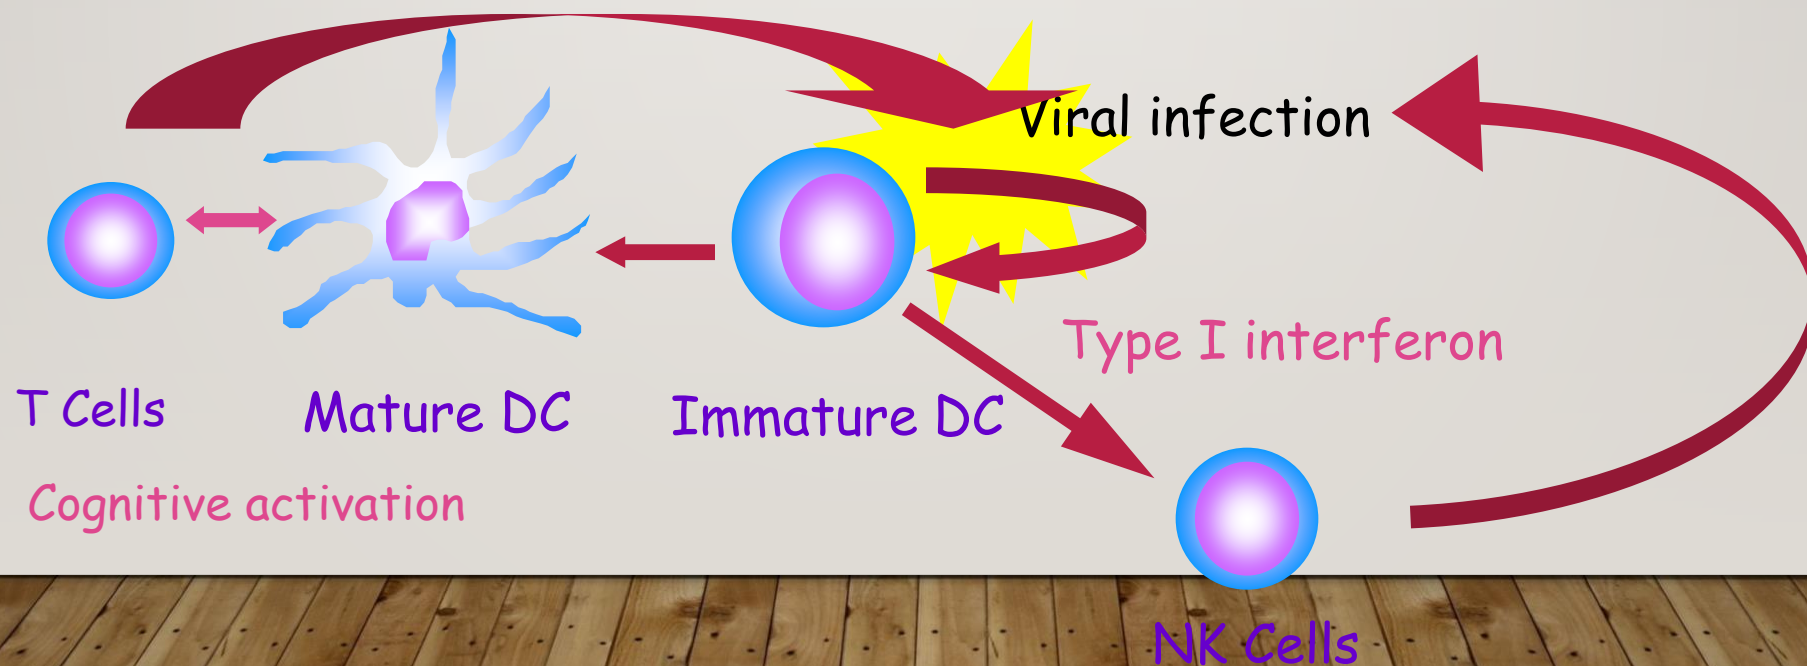 Viral infection
Type I interferon
T Cells
Mature DC
Immature DC
Cognitive activation
NK Cells